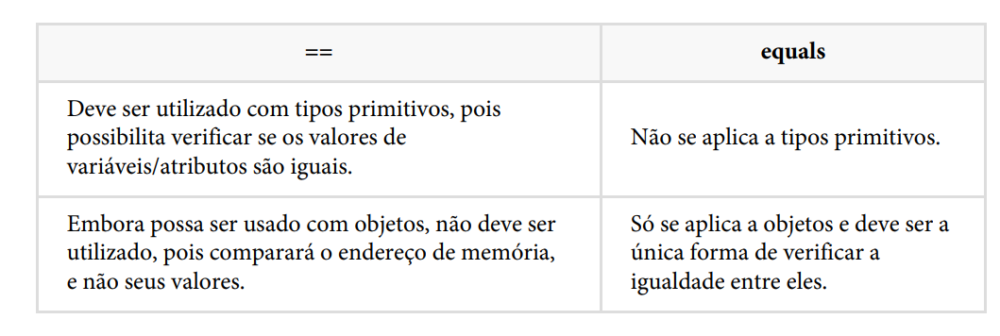 ==
equals
Deve ser utilizado com tipos primitivos, pois
possibilita verificar se os valores de
variáveis/atributos são iguais.
Não se aplica a tipos primitivos.
Embora possa ser usado com objetos, não deve ser
utilizado, pois comparará o endereço de memória,
e não seus valores.
Só se aplica a objetos e deve ser a
única forma de verificar a
igualdade entre eles.